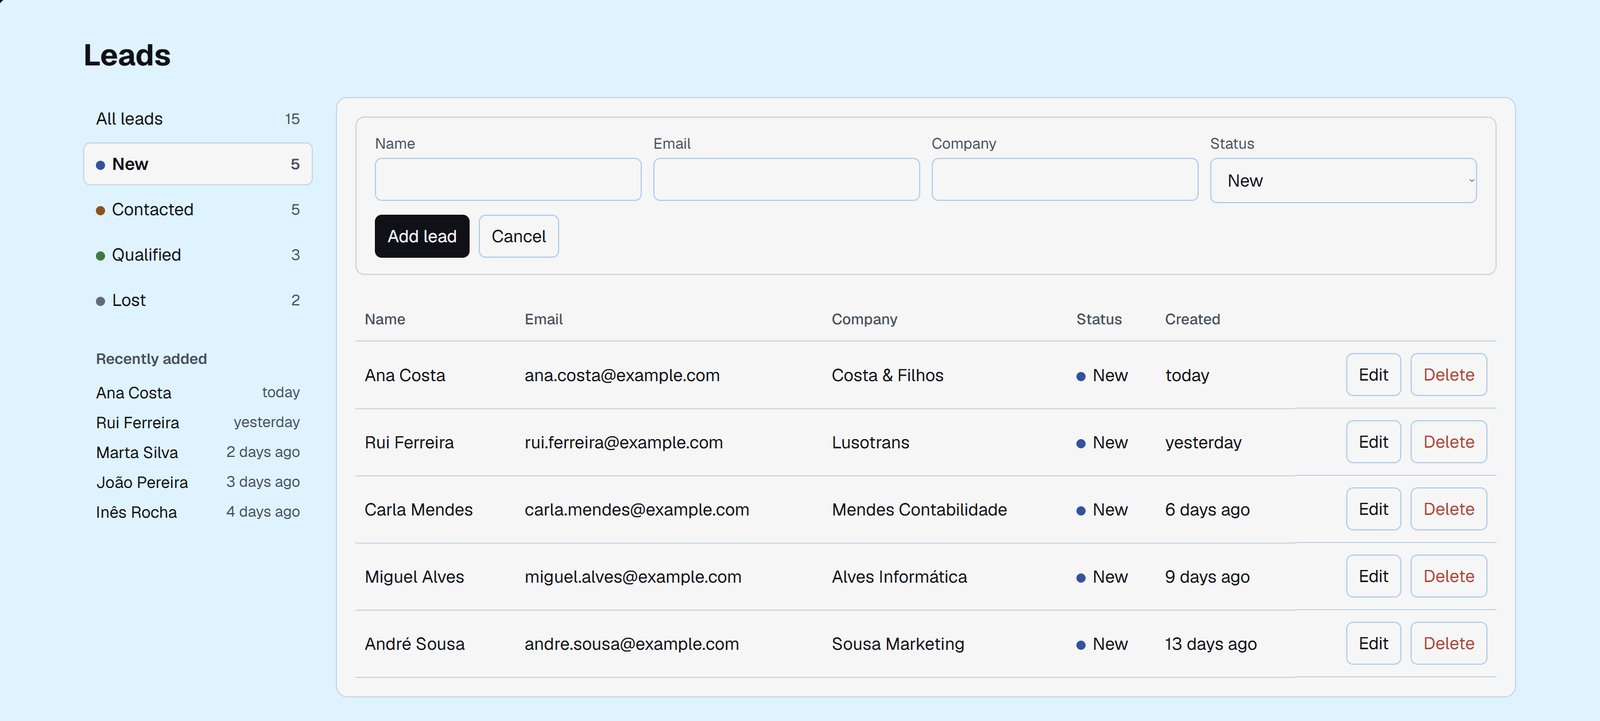 Leads
All leads 15
New 5
Contacted 5
Qualified 3
Lost 2
Recently added
Ana Costa today
Rui Ferreira yesterday
Marta Silva 2 days ago
João Pereira 3 days ago
Inês Rocha 4 days ago
Name Email Company Status
New
Add lead Cancel
Name Email Company Status Created
Ana Costa ana.costa@example.com Costa & Filhos New today Edit Delete
Rui Ferreira rui.ferreira@example.com Lusotrans New yesterday Edit Delete
Carla Mendes carla.mendes@example.com Mendes Contabilidade New 6 days ago Edit Delete
Miguel Alves miguel.alves@example.com Alves Informática New 9 days ago Edit Delete
André Sousa andre.sousa@example.com Sousa Marketing New 13 days ago Edit Delete